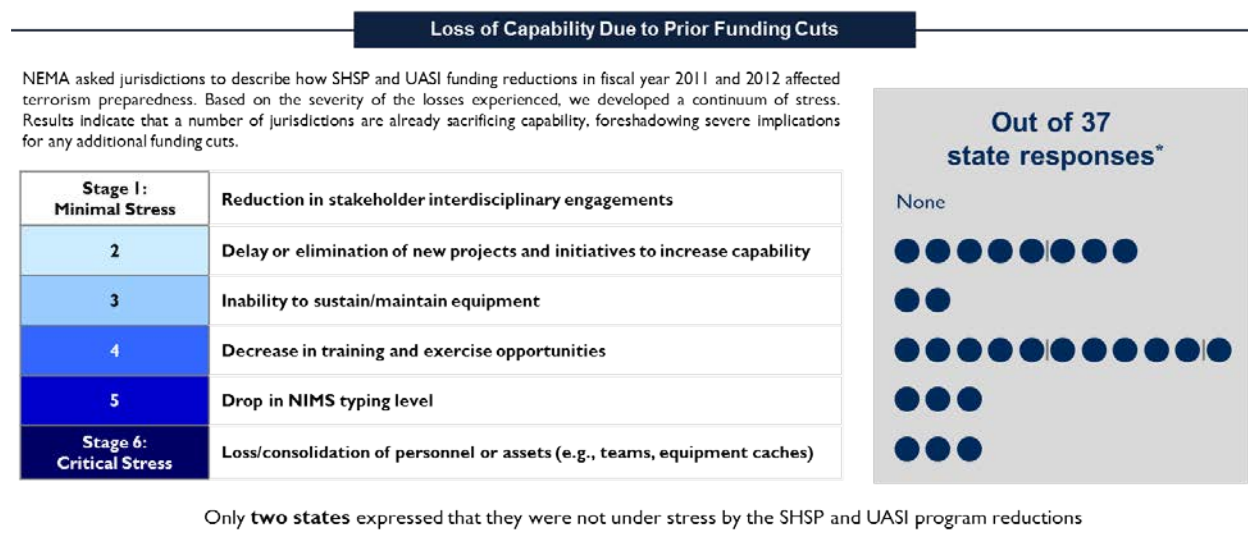 Loss of Capability Due to Prior Funding Cuts
NEMA asked jurisdictions to describe how SHSP and UASI funding reductions in fiscal year 2011 and 2012 affected
terrorism preparedness. Based on the severity of the losses experienced, we developed a continuum of stress.
Results indicate that a number of jurisdictions are already sacrificing capability, foreshadowing severe implications
for any additional funding cuts.
Out of 37
state responses*
Stage 1:
Minimal Stress
Reduction in stakeholder interdisciplinary engagements
None
2
Delay or elimination of new projects and initiatives to increase capability
3
Inability to sustain/maintain equipment
4
Decrease in training and exercise opportunities
5
Drop in NIMS typing level
Stage 6:
Critical Stress
Loss/consolidation of personnel or assets (e.g., teams, equipment caches)
Only two states expressed that they were not under stress by the SHSP and UASI program reductions